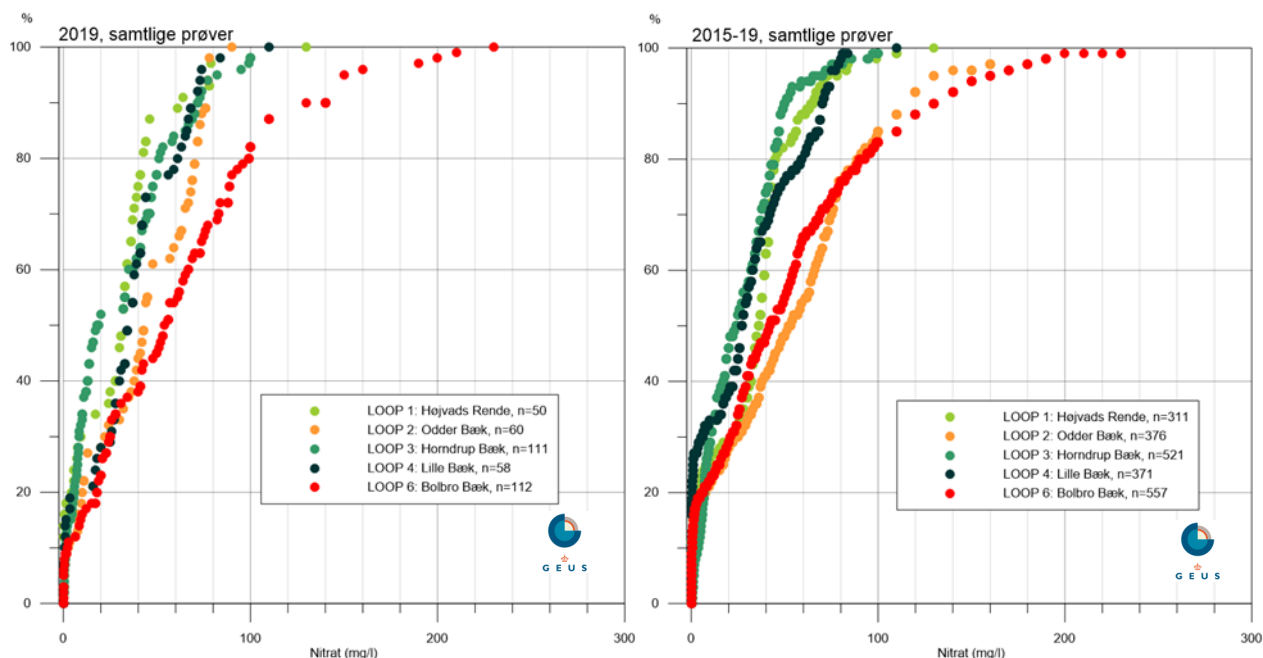 %
2019, samtlige prøver
100
80
60
40
20
0
0
100
200
300
Nitrat (mg/l)
LOOP 1: Højvads Rende, n=50
LOOP 2: Odder Bæk, n=60
LOOP 3: Horndrup Bæk, n=111
LOOP 4: Lille Bæk, n=58
LOOP 6: Bolbro Bæk, n=112
G E U S
%
2015-19, samtlige prøver
100
80
60
40
20
0
0
100
200
300
Nitrat (mg/l)
LOOP 1: Højvads Rende, n=311
LOOP 2: Odder Bæk, n=376
LOOP 3: Horndrup Bæk, n=521
LOOP 4: Lille Bæk, n=371
LOOP 6: Bolbro Bæk, n=557
G E U S